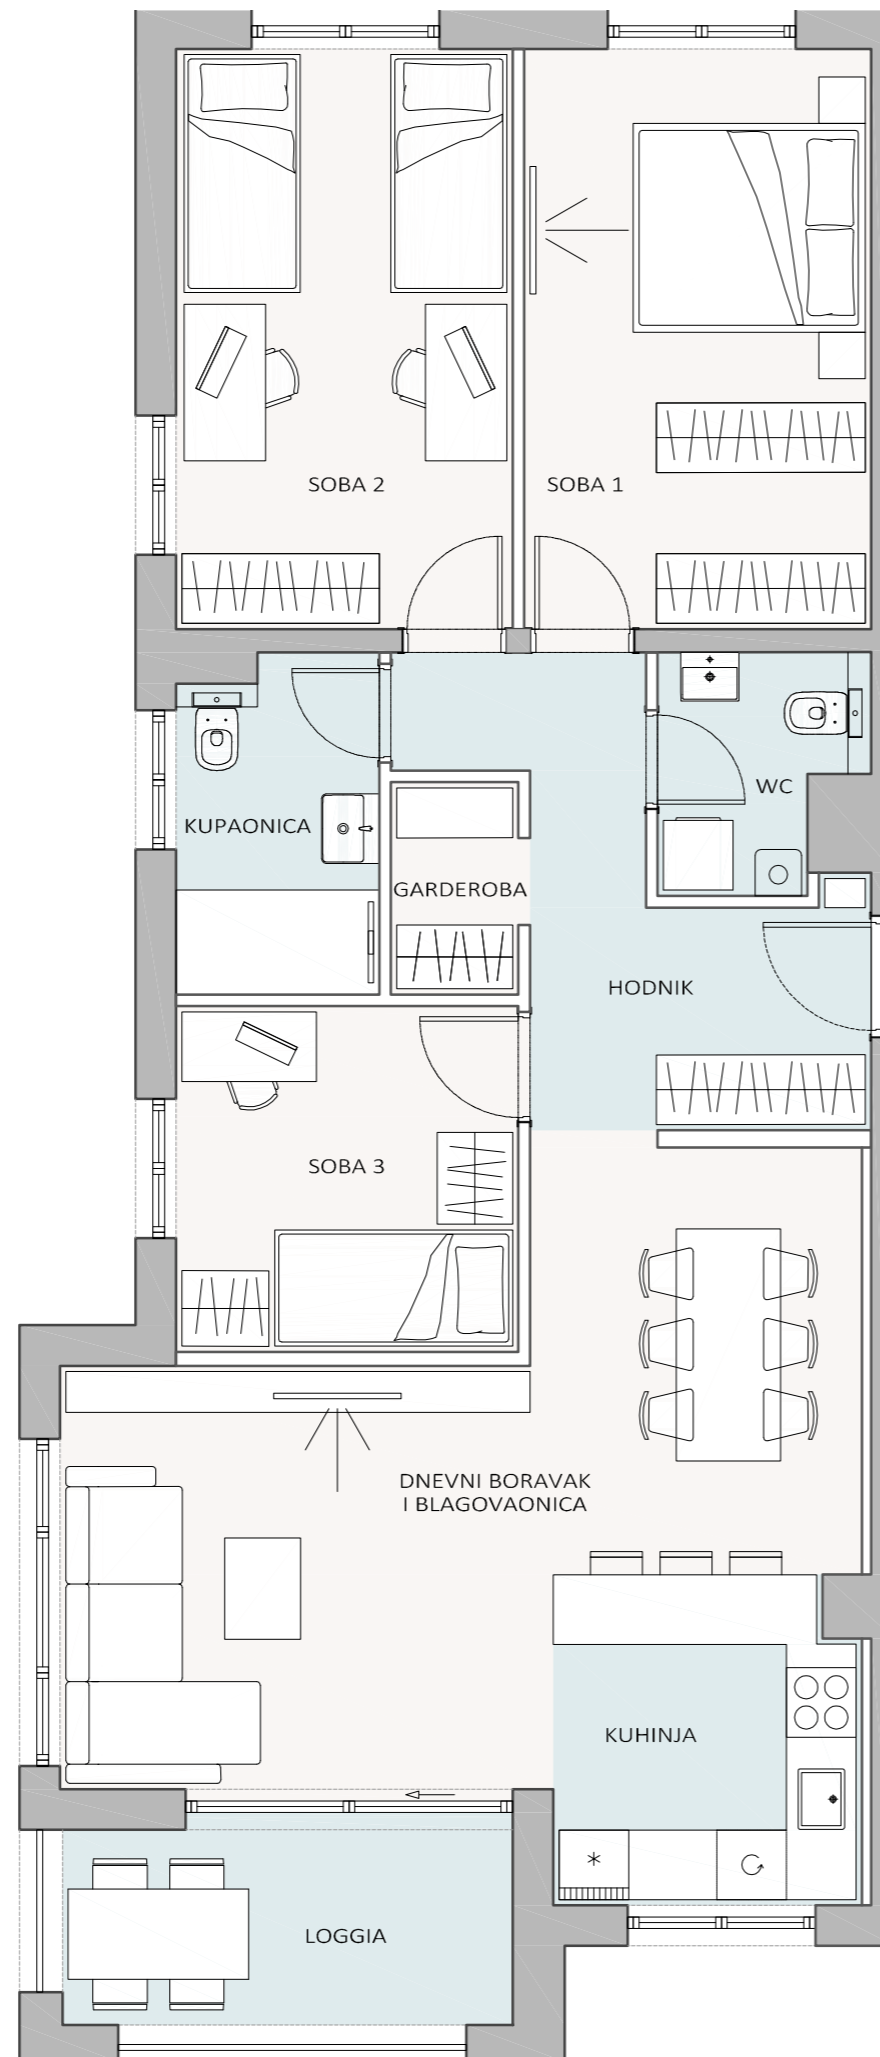 SOBA 2
SOBA 1
WC
KUPAONICA
GARDEROBA
HODNIK
SOBA 3
DNEVNI BORAVAK
I BLAGOVAONICA
KUHINJA
LOGGIA